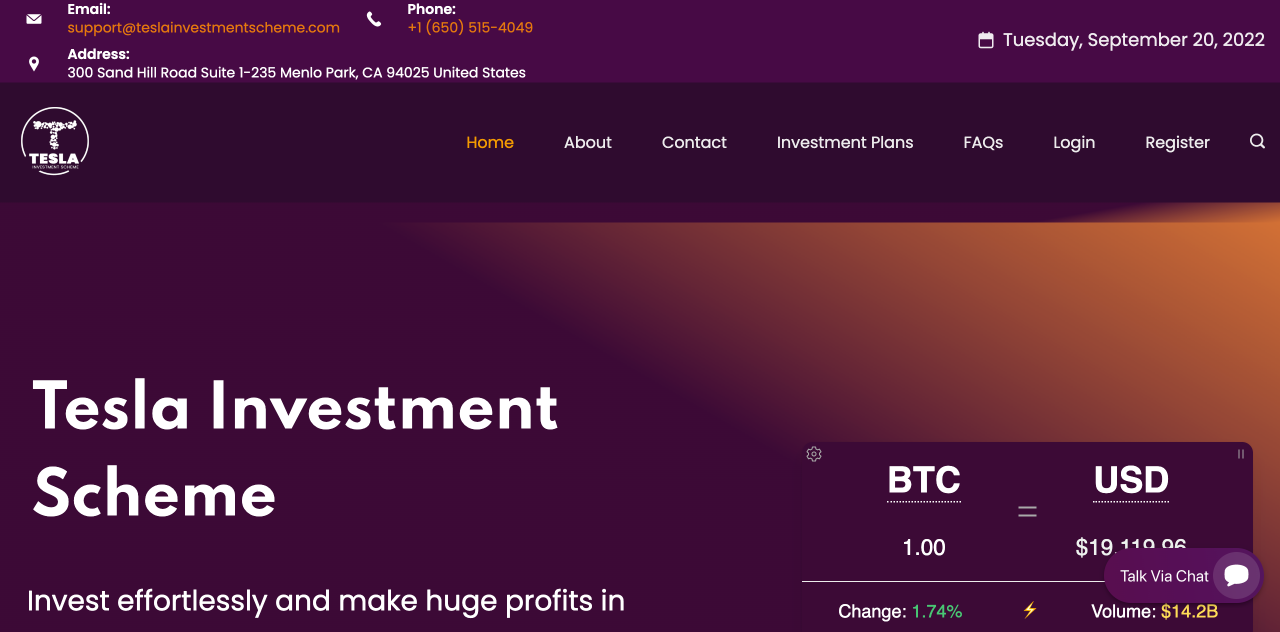 Email:
support@teslainvestmentscheme.com
Phone:
+1 (650) 515-4049
Address:
300 Sand Hill Road Suite 1-235 Menlo Park, CA 94025 United States
Tuesday, September 20, 2022
TESLA
INVESTMENT SCHEME
Home About Contact Investment Plans FAQs Login Register
Tesla Investment
Scheme
Invest effortlessly and make huge profits in
BTC = USD
1.00 $19,119.96
Talk Via Chat
Change: 1.74% ⚡ Volume: $14.2B